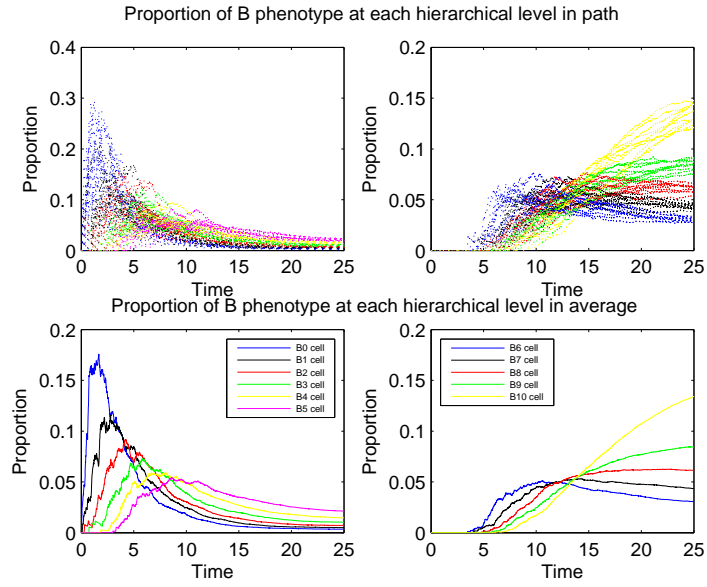 Proportion of B phenotype at each hierarchical level in path
0.4
0.3
0.2
0.1
0
Proportion
0 5 10 15 20 25
Time
0.2
0.15
0.1
0.05
0
Proportion
0 5 10 15 20 25
Time
Proportion of B phenotype at each hierarchical level in average
0.2
0.15
0.1
0.05
0
Proportion
0 5 10 15 20 25
Time
B0 cell
B1 cell
B2 cell
B3 cell
B4 cell
B5 cell
0.2
0.15
0.1
0.05
0
Proportion
0 5 10 15 20 25
Time
B6 cell
B7 cell
B8 cell
B9 cell
B10 cell